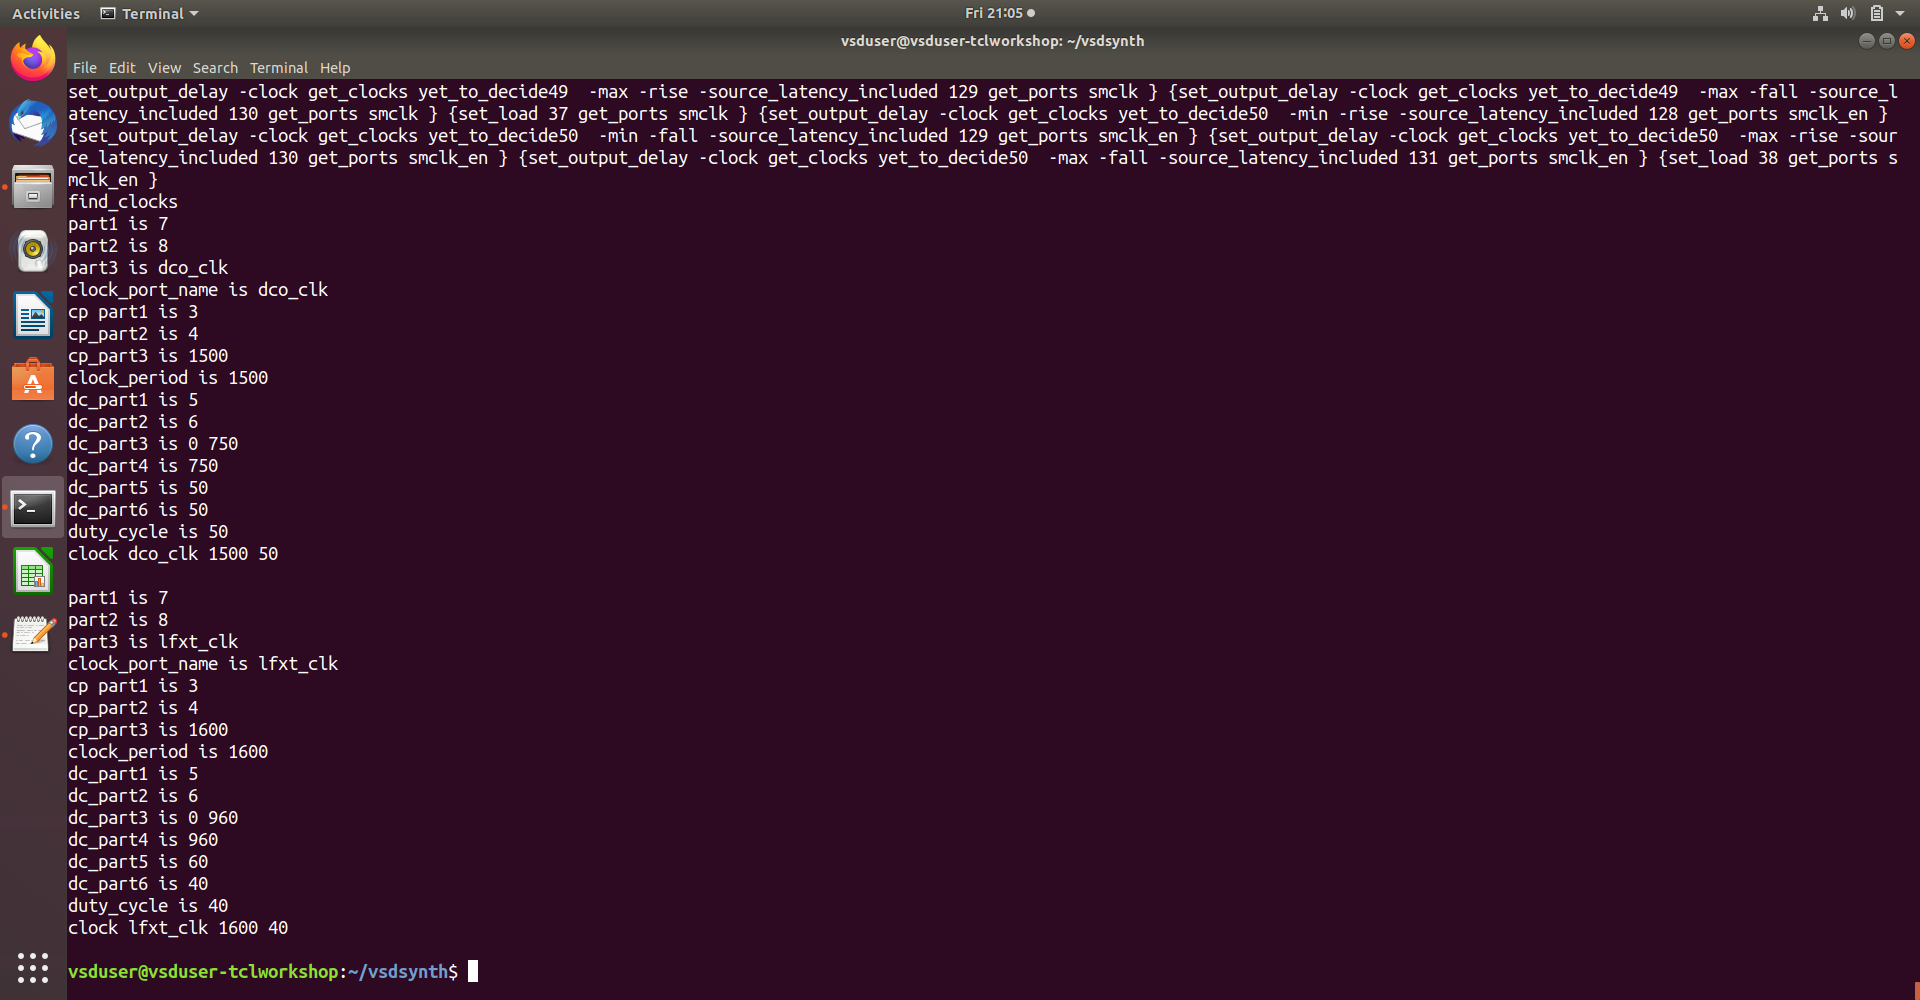 Activities Terminal Fri 21:05
vsduser@vsduser-tclworkshop: ~/vsdsynth
File Edit View Search Terminal Help
set_output_delay -clock get_clocks yet_to_decide49  -max -rise -source_latency_included 129 get_ports smclk } {set_output_delay -clock get_clocks yet_to_decide49  -max -fall -source_l
atency_included 130 get_ports smclk } {set_load 37 get_ports smclk } {set_output_delay -clock get_clocks yet_to_decide50  -min -rise -source_latency_included 128 get_ports smclk_en }
{set_output_delay -clock get_clocks yet_to_decide50  -min -fall -source_latency_included 129 get_ports smclk_en } {set_output_delay -clock get_clocks yet_to_decide50  -max -rise -sour
ce_latency_included 130 get_ports smclk_en } {set_output_delay -clock get_clocks yet_to_decide50  -max -fall -source_latency_included 131 get_ports smclk_en } {set_load 38 get_ports s
mclk_en }
find_clocks
part1 is 7
part2 is 8
part3 is dco_clk
clock_port_name is dco_clk
cp part1 is 3
cp_part2 is 4
cp_part3 is 1500
clock_period is 1500
dc_part1 is 5
dc_part2 is 6
dc_part3 is 0 750
dc_part4 is 750
dc_part5 is 50
dc_part6 is 50
duty_cycle is 50
clock dco_clk 1500 50
part1 is 7
part2 is 8
part3 is lfxt_clk
clock_port_name is lfxt_clk
cp part1 is 3
cp_part2 is 4
cp_part3 is 1600
clock_period is 1600
dc_part1 is 5
dc_part2 is 6
dc_part3 is 0 960
dc_part4 is 960
dc_part5 is 60
dc_part6 is 40
duty_cycle is 40
clock lfxt_clk 1600 40
vsduser@vsduser-tclworkshop:~/vsdsynth$